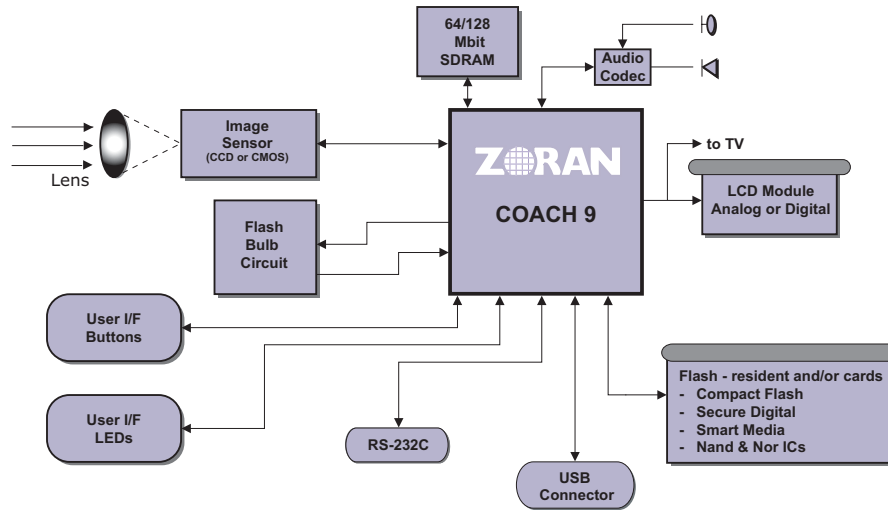 64/128
Mbit
SDRAM
Audio
Codec
Image
Sensor
(CCD or CMOS)
Lens
ZORAN
COACH 9
to TV
LCD Module
Analog or Digital
Flash
Bulb
Circuit
User I/F
Buttons
User I/F
LEDs
RS-232C
USB
Connector
Flash - resident and/or cards
- Compact Flash
- Secure Digital
- Smart Media
- Nand & Nor ICs